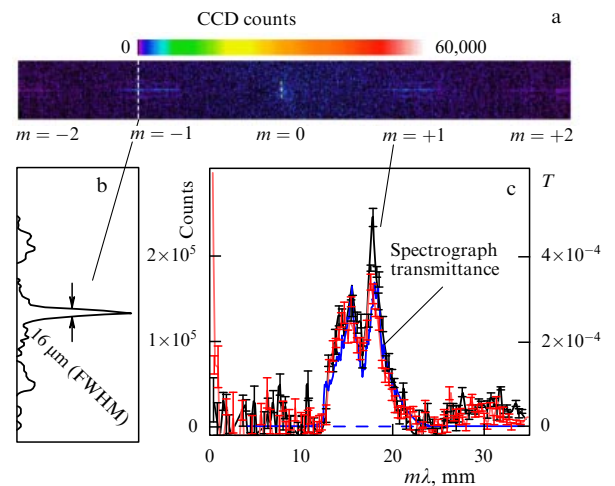 CCD counts
a
0
60,000
m = −2
m = −1
m = 0
m = +1
m = +2
b
16 μm (FWHM)
c
Counts
T
Spectrograph
transmittance
2 × 10⁵
1 × 10⁵
0
4 × 10⁻⁴
2 × 10⁻⁴
0
0
10
20
30
mλ, mm